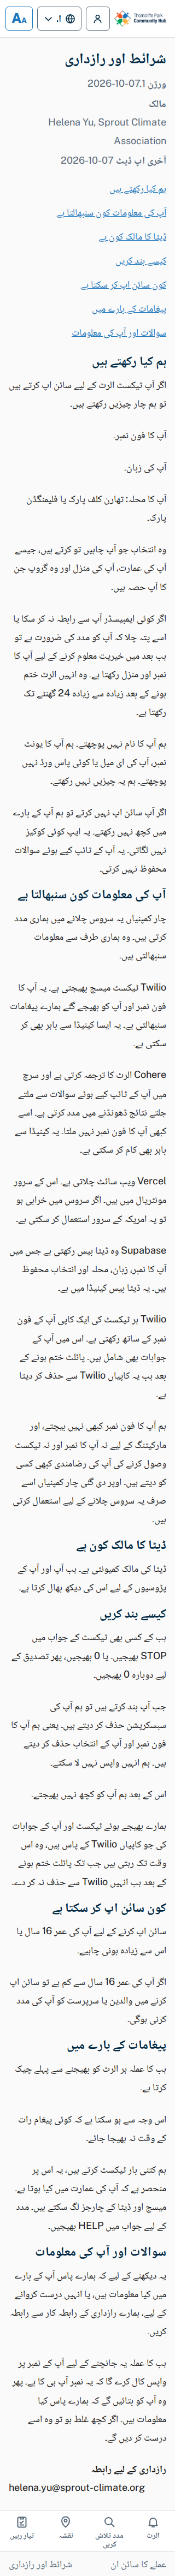 Thorncliffe Park
Community Hub
ا.
AA
شرائط اور رازداری
ورژن 2026-10-07.1
مالک
Helena Yu, Sprout Climate
Association
آخری اپ ڈیٹ 07-10-2026
ہم کیا رکھتے ہیں
آپ کی معلومات کون سنبھالتا ہے
ڈیٹا کا مالک کون ہے
کیسے بند کریں
کون سائن اپ کر سکتا ہے
پیغامات کے بارے میں
سوالات اور آپ کی معلومات
ہم کیا رکھتے ہیں
اگر آپ ٹیکسٹ الرٹ کے لیے سائن اپ کرتے ہیں
تو ہم چار چیزیں رکھتے ہیں۔
آپ کا فون نمبر۔
آپ کی زبان۔
آپ کا محلہ: تھارن کلف پارک یا فلیمنگڈن
پارک۔
وہ انتخاب جو آپ چاہیں تو کرتے ہیں، جیسے
آپ کی عمارت، آپ کی منزل اور وہ گروپ جن
کا آپ حصہ ہیں۔
اگر کوئی ایمبیسڈر آپ سے رابطہ نہ کر سکا یا
اسے پتہ چلا کہ آپ کو مدد کی ضرورت ہے تو
ہب بعد میں خیریت معلوم کرنے کے لیے آپ کا
نمبر اور منزل رکھتا ہے۔ وہ انہیں الرٹ ختم
ہونے کے بعد زیادہ سے زیادہ 24 گھنٹے تک
رکھتا ہے۔
ہم آپ کا نام نہیں پوچھتے۔ ہم آپ کا یونٹ
نمبر، آپ کی ای میل یا کوئی پاس ورڈ نہیں
پوچھتے۔ ہم یہ چیزیں نہیں رکھتے۔
اگر آپ سائن اپ نہیں کرتے تو ہم آپ کے بارے
میں کچھ نہیں رکھتے۔ یہ ایپ کوئی کوکیز
نہیں لگاتی۔ یہ آپ کے ٹائپ کیے ہوئے سوالات
محفوظ نہیں کرتی۔
آپ کی معلومات کون سنبھالتا ہے
چار کمپنیاں یہ سروس چلانے میں ہماری مدد
کرتی ہیں۔ وہ ہماری طرف سے معلومات
سنبھالتی ہیں۔
Twilio ٹیکسٹ میسج بھیجتی ہے۔ یہ آپ کا
فون نمبر اور آپ کو بھیجے گئے ہمارے پیغامات
سنبھالتی ہے۔ یہ ایسا کینیڈا سے باہر بھی کر
سکتی ہے۔
Cohere الرٹ کا ترجمہ کرتی ہے اور سرچ
میں آپ کے ٹائپ کیے ہوئے سوالات سے ملتے
جلتے نتائج ڈھونڈنے میں مدد کرتی ہے۔ اسے
کبھی آپ کا فون نمبر نہیں ملتا۔ یہ کینیڈا سے
باہر بھی کام کر سکتی ہے۔
Vercel ویب سائٹ چلاتی ہے۔ اس کے سرور
مونٹریال میں ہیں۔ اگر سروس میں خرابی ہو
تو یہ امریکہ کے سرور استعمال کر سکتی ہے۔
Supabase وہ ڈیٹا بیس رکھتی ہے جس میں
آپ کا نمبر، زبان، محلہ اور انتخاب محفوظ
ہیں۔ یہ ڈیٹا بیس کینیڈا میں ہے۔
Twilio ہر ٹیکسٹ کی ایک کاپی آپ کے فون
نمبر کے ساتھ رکھتی ہے۔ اس میں آپ کے
جوابات بھی شامل ہیں۔ پائلٹ ختم ہونے کے
بعد ہب یہ کاپیاں Twilio سے حذف کر دیتا
ہے۔
ہم آپ کا فون نمبر کبھی نہیں بیچتے، اور
مارکیٹنگ کے لیے نہ آپ کا نمبر اور نہ ٹیکسٹ
وصول کرنے کی آپ کی رضامندی کبھی کسی
کو دیتے ہیں۔ اوپر دی گئی چار کمپنیاں اسے
صرف یہ سروس چلانے کے لیے استعمال کرتی
ہیں۔
ڈیٹا کا مالک کون ہے
ڈیٹا کی مالک کمیونٹی ہے۔ ہب آپ اور آپ کے
پڑوسیوں کے لیے اس کی دیکھ بھال کرتا ہے۔
کیسے بند کریں
ہب کے کسی بھی ٹیکسٹ کے جواب میں
STOP بھیجیں۔ یا 0 بھیجیں، پھر تصدیق کے
لیے دوبارہ 0 بھیجیں۔
جب آپ بند کرتے ہیں تو ہم آپ کی
سبسکرپشن حذف کر دیتے ہیں۔ یعنی ہم آپ کا
فون نمبر اور آپ کے انتخاب حذف کر دیتے
ہیں۔ ہم انہیں واپس نہیں لا سکتے۔
اس کے بعد ہم آپ کو کچھ نہیں بھیجتے۔
ہمارے بھیجے ہوئے ٹیکسٹ اور آپ کے جوابات
کی جو کاپیاں Twilio کے پاس ہیں، وہ اس
وقت تک رہتی ہیں جب تک پائلٹ ختم ہونے
کے بعد ہب انہیں Twilio سے حذف نہ کر دے۔
کون سائن اپ کر سکتا ہے
سائن اپ کرنے کے لیے آپ کی عمر 16 سال یا
اس سے زیادہ ہونی چاہیے۔
اگر آپ کی عمر 16 سال سے کم ہے تو سائن اپ
کرنے میں والدین یا سرپرست کو آپ کی مدد
کرنی ہوگی۔
پیغامات کے بارے میں
ہب کا عملہ ہر الرٹ کو بھیجنے سے پہلے چیک
کرتا ہے۔
اس وجہ سے ہو سکتا ہے کہ کوئی پیغام رات
کے وقت نہ بھیجا جائے۔
ہم کتنی بار ٹیکسٹ کرتے ہیں، یہ اس پر
منحصر ہے کہ آپ کی عمارت میں کیا ہوتا ہے۔
میسج اور ڈیٹا کے چارجز لگ سکتے ہیں۔ مدد
کے لیے جواب میں HELP بھیجیں۔
سوالات اور آپ کی معلومات
یہ دیکھنے کے لیے کہ ہمارے پاس آپ کے بارے
میں کیا معلومات ہیں، یا انہیں درست کروانے
کے لیے، ہمارے رازداری کے رابطہ کار سے رابطہ
کریں۔
ہب کا عملہ یہ جانچنے کے لیے آپ کے نمبر پر
واپس کال کرے گا کہ یہ نمبر آپ ہی کا ہے۔ پھر
وہ آپ کو بتائیں گے کہ ہمارے پاس کیا
معلومات ہیں۔ اگر کچھ غلط ہو تو وہ اسے
درست کر دیں گے۔
رازداری کے لیے رابطہ
helena.yu@sprout-climate.org
الرٹ
مدد تلاش
کریں
نقشہ
تیار رہیں
عملے کا سائن ان
شرائط اور رازداری